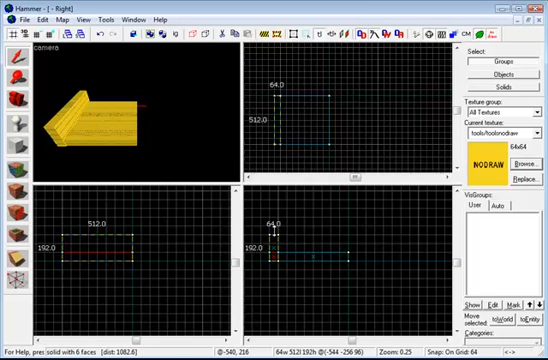 Hammer - [ - Right]
File Edit Map View Tools Window Help
camera
64.0
512.0
512.0
192.0
64.0
192.0
Select:
Groups
Objects
Solids
Texture group:
All Textures
Current texture:
tools/toolsnodraw
NODRAW
64x64
Browse...
Replace...
VisGroups:
User Auto
Show Edit Mark
Move selected: toWorld toEntity
Categories:
For Help, pres solid with 6 faces [dist: 1082.6] @-540, 216 64w 512l 192h @(-544 -256 96) Zoom: 0.25 Snap: On Grid: 64 <->